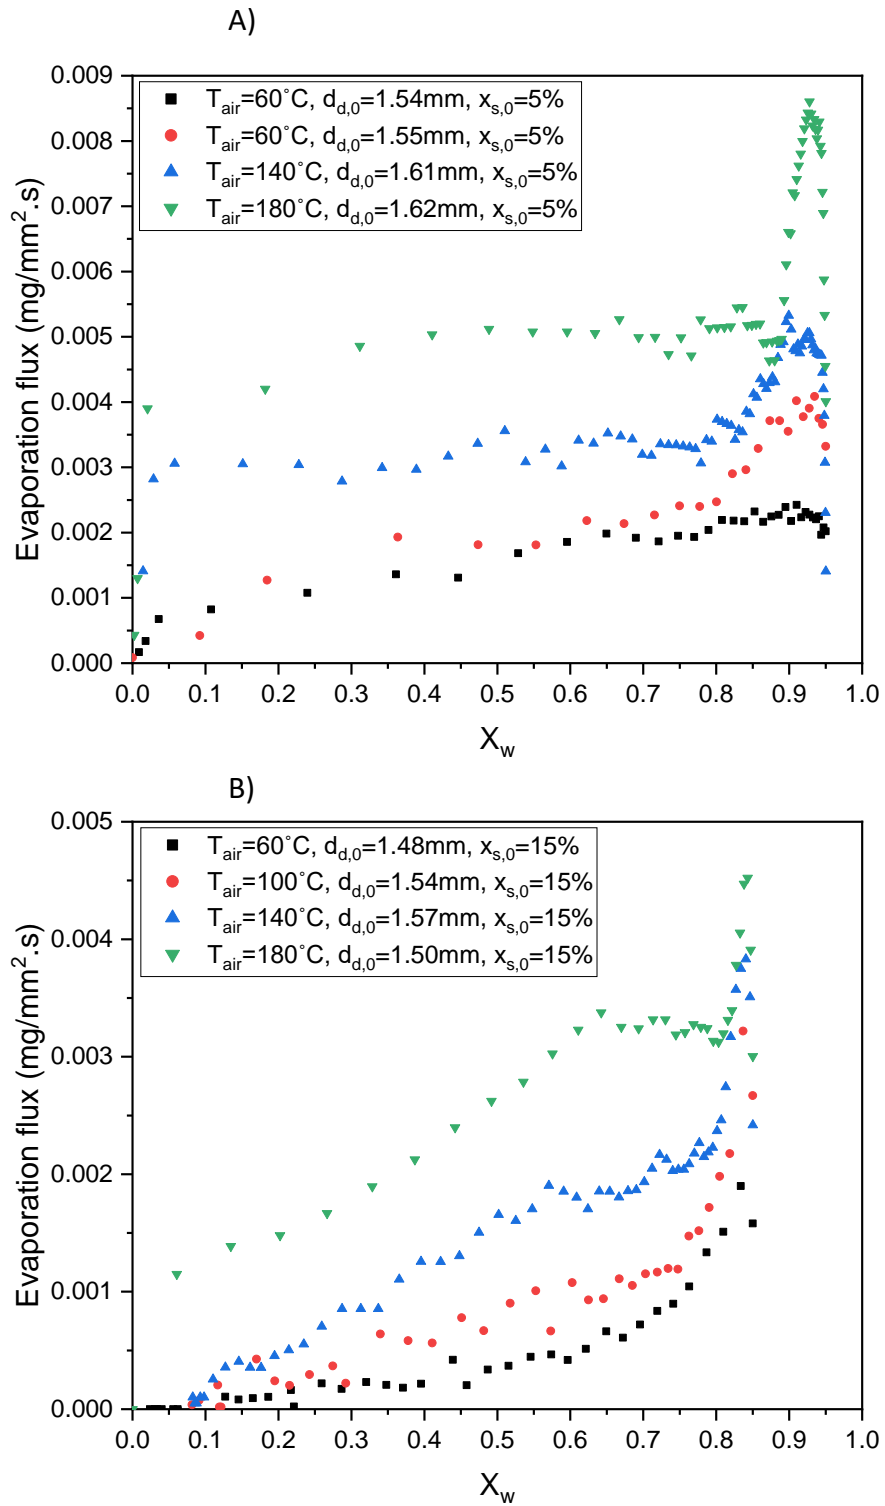 A)
0.009
0.008
0.007
0.006
0.005
0.004
0.003
0.002
0.001
0.000
Evaporation flux (mg/mm².s)
T_air=60˚C, d_d,0=1.54mm, x_s,0=5%
T_air=60˚C, d_d,0=1.55mm, x_s,0=5%
T_air=140˚C, d_d,0=1.61mm, x_s,0=5%
T_air=180˚C, d_d,0=1.62mm, x_s,0=5%
0.0 0.1 0.2 0.3 0.4 0.5 0.6 0.7 0.8 0.9 1.0
X_w
B)
0.005
0.004
0.003
0.002
0.001
0.000
Evaporation flux (mg/mm².s)
T_air=60˚C, d_d,0=1.48mm, x_s,0=15%
T_air=100˚C, d_d,0=1.54mm, x_s,0=15%
T_air=140˚C, d_d,0=1.57mm, x_s,0=15%
T_air=180˚C, d_d,0=1.50mm, x_s,0=15%
0.0 0.1 0.2 0.3 0.4 0.5 0.6 0.7 0.8 0.9 1.0
X_w